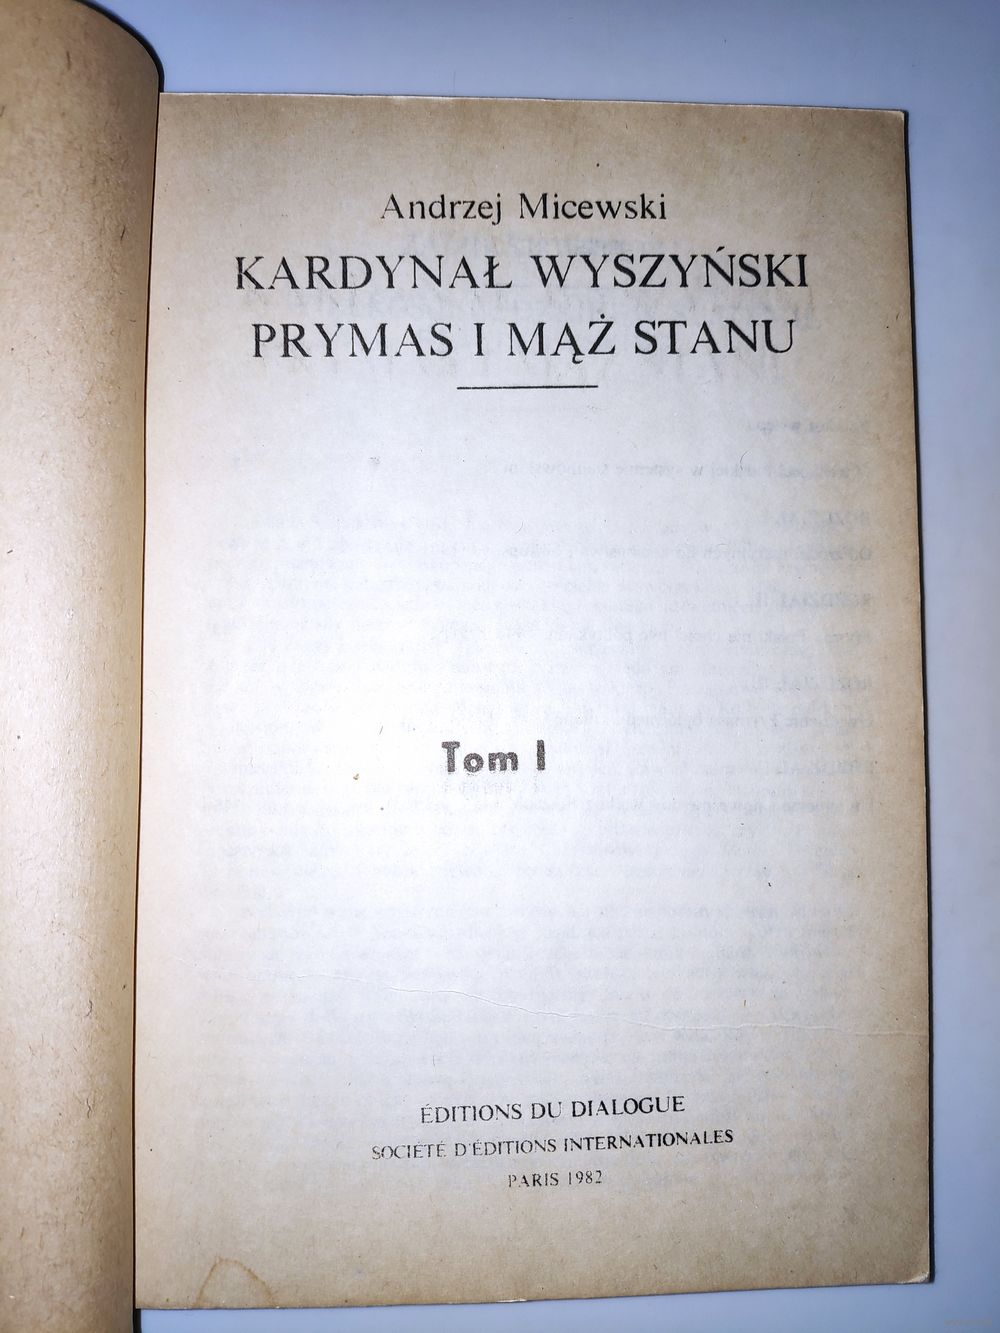 Andrzej Micewski
KARDYNAŁ WYSZYŃSKI
PRYMAS I MĄŻ STANU
Tom I
ÉDITIONS DU DIALOGUE
SOCIÉTÉ D'ÉDITIONS INTERNATIONALES
PARIS 1982